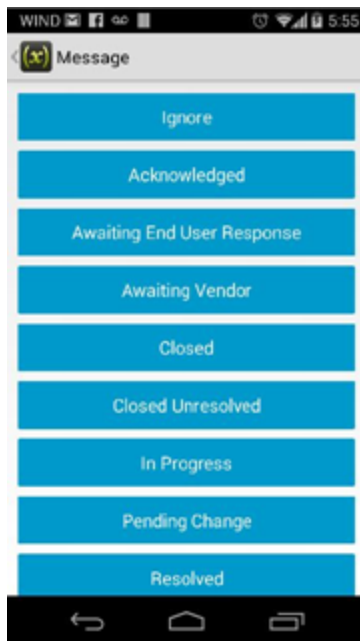 WIND 5:55
(x) Message
Ignore
Acknowledged
Awaiting End User Response
Awaiting Vendor
Closed
Closed Unresolved
In Progress
Pending Change
Resolved